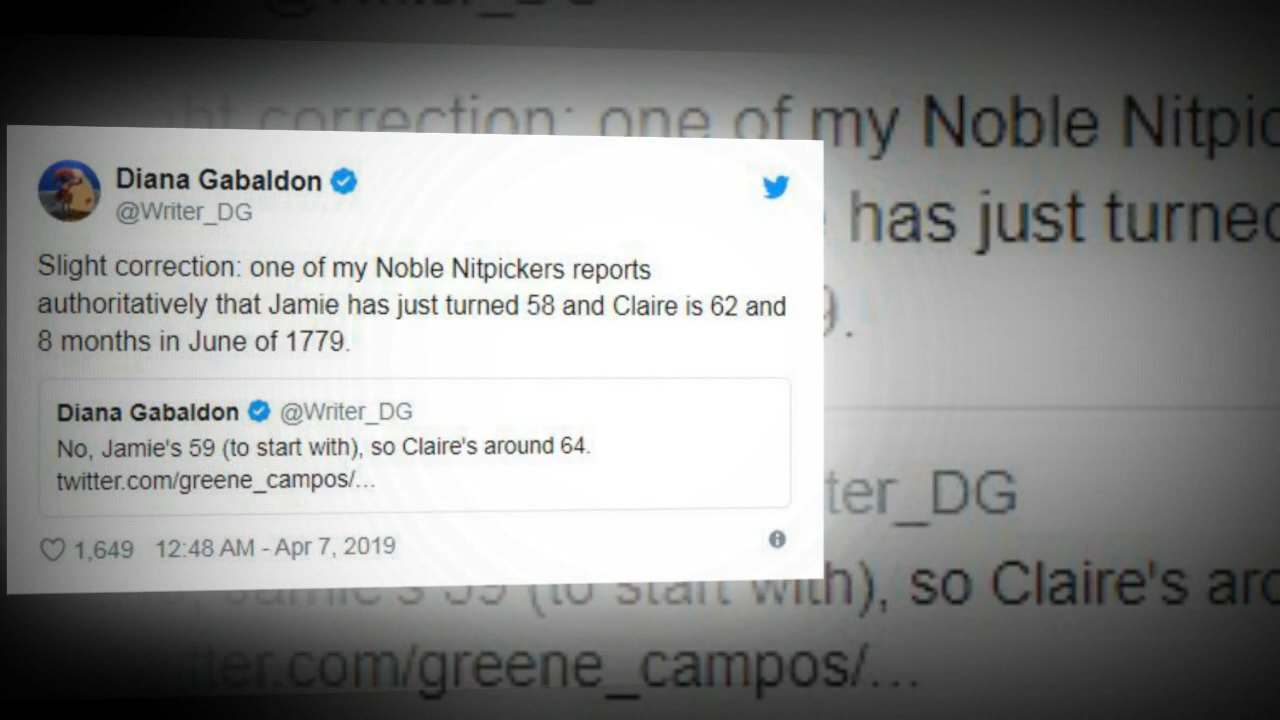 Diana Gabaldon
@Writer_DG
Slight correction: one of my Noble Nitpickers reports
authoritatively that Jamie has just turned 58 and Claire is 62 and
8 months in June of 1779.
Diana Gabaldon @Writer_DG
No, Jamie's 59 (to start with), so Claire's around 64.
twitter.com/greene_campos/...
1,649 12:48 AM - Apr 7, 2019
correction: one of my Noble Nitpic
has just turned
9.
ter_DG
Jamie's 59 (to start with), so Claire's aro
tter.com/greene_campos/...